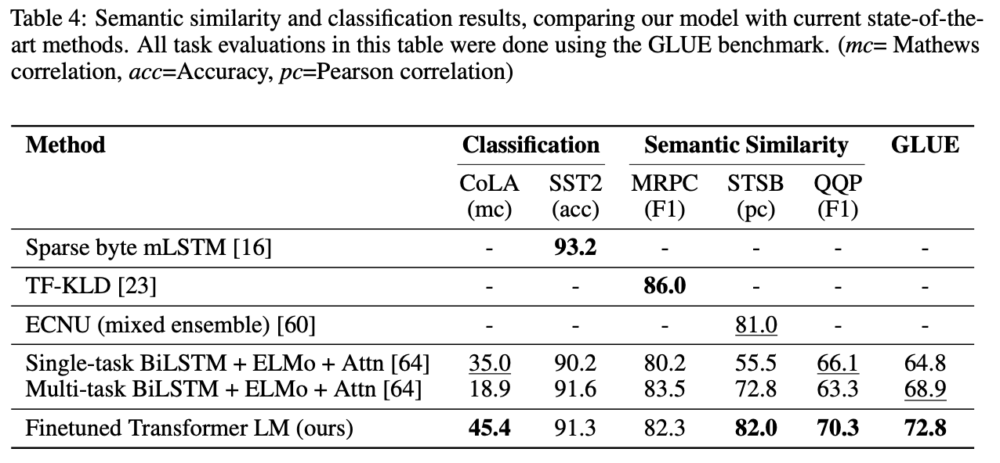 Table 4: Semantic similarity and classification results, comparing our model with current state-of-the-
art methods. All task evaluations in this table were done using the GLUE benchmark. (mc= Mathews
correlation, acc=Accuracy, pc=Pearson correlation)
Method Classification Semantic Similarity GLUE
CoLA SST2 MRPC STSB QQP
(mc) (acc) (F1) (pc) (F1)
Sparse byte mLSTM [16] - 93.2 - - - -
TF-KLD [23] - - 86.0 - - -
ECNU (mixed ensemble) [60] - - - 81.0 - -
Single-task BiLSTM + ELMo + Attn [64] 35.0 90.2 80.2 55.5 66.1 64.8
Multi-task BiLSTM + ELMo + Attn [64] 18.9 91.6 83.5 72.8 63.3 68.9
Finetuned Transformer LM (ours) 45.4 91.3 82.3 82.0 70.3 72.8